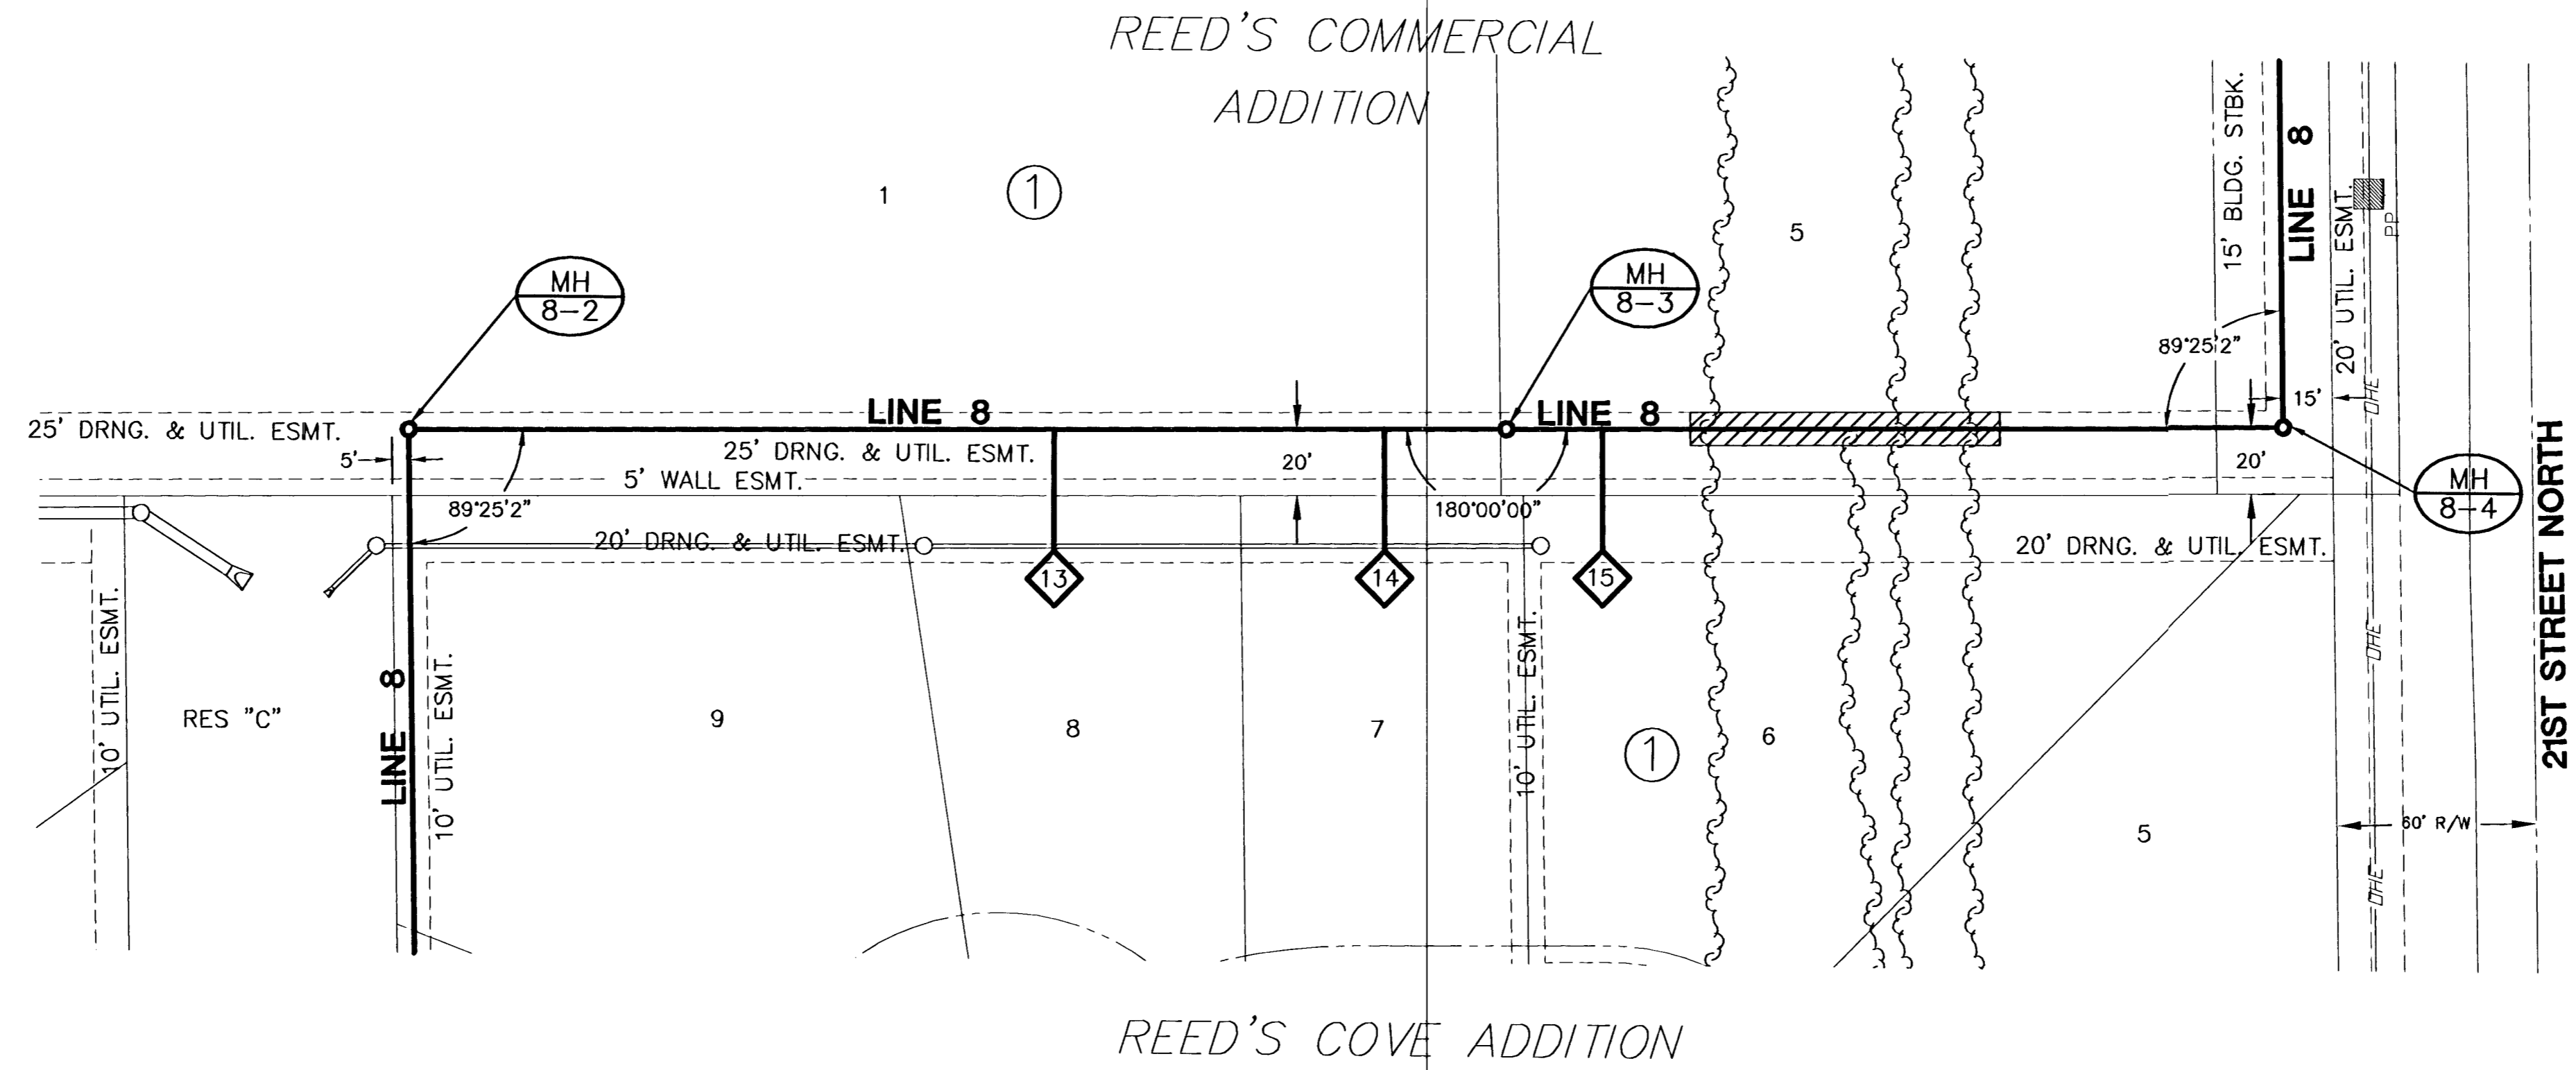 REED'S COMMERCIAL
ADDITION
1
1
5
15' BLDG. STBK.
LINE 8
20' UTIL. ESMT.
PP
MH
8-2
MH
8-3
89°25'2"
15'
OHE
LINE 8
LINE 8
25' DRNG. & UTIL. ESMT.
25' DRNG. & UTIL. ESMT.
5'
20'
20'
5' WALL ESMT.
89°25'2"
180°00'00"
MH
8-4
20' DRNG. & UTIL. ESMT.
20' DRNG. & UTIL. ESMT.
13
14
15
21ST STREET NORTH
10' UTIL. ESMT.
RES "C"
LINE 8
10' UTIL. ESMT.
9
8
7
10' UTIL. ESMT.
1
6
5
OHE
60' R/W
OHE
REED'S COVE ADDITION